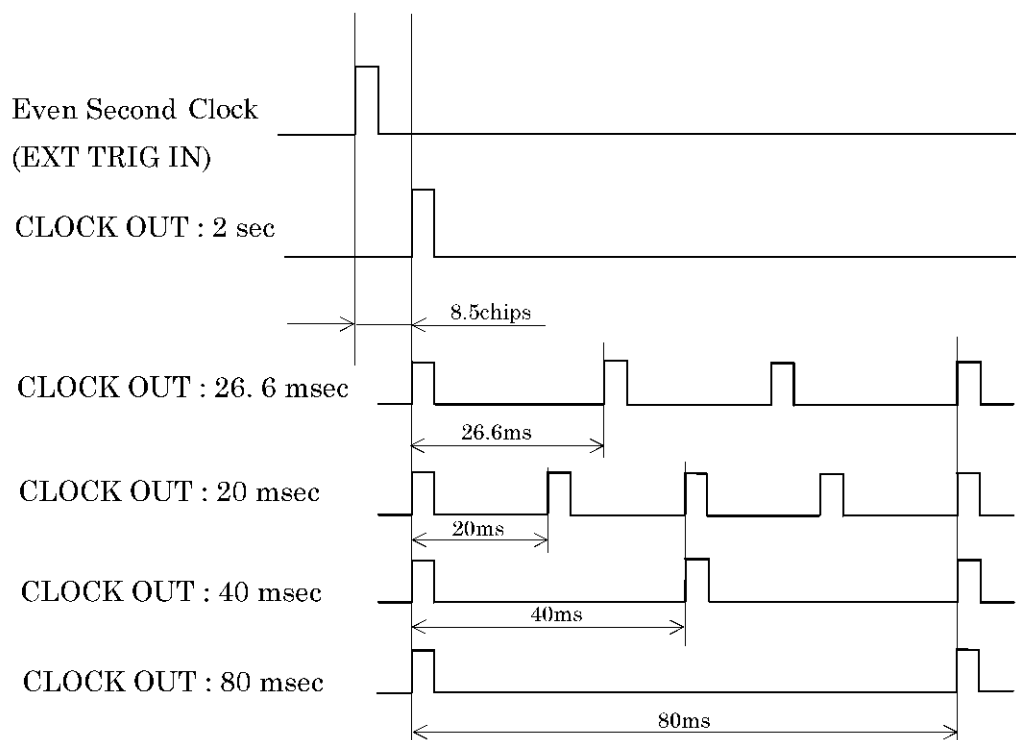 Even Second Clock
(EXT TRIG IN)
CLOCK OUT : 2 sec
8.5chips
CLOCK OUT : 26. 6 msec
26.6ms
CLOCK OUT : 20 msec
20ms
CLOCK OUT : 40 msec
40ms
CLOCK OUT : 80 msec
80ms